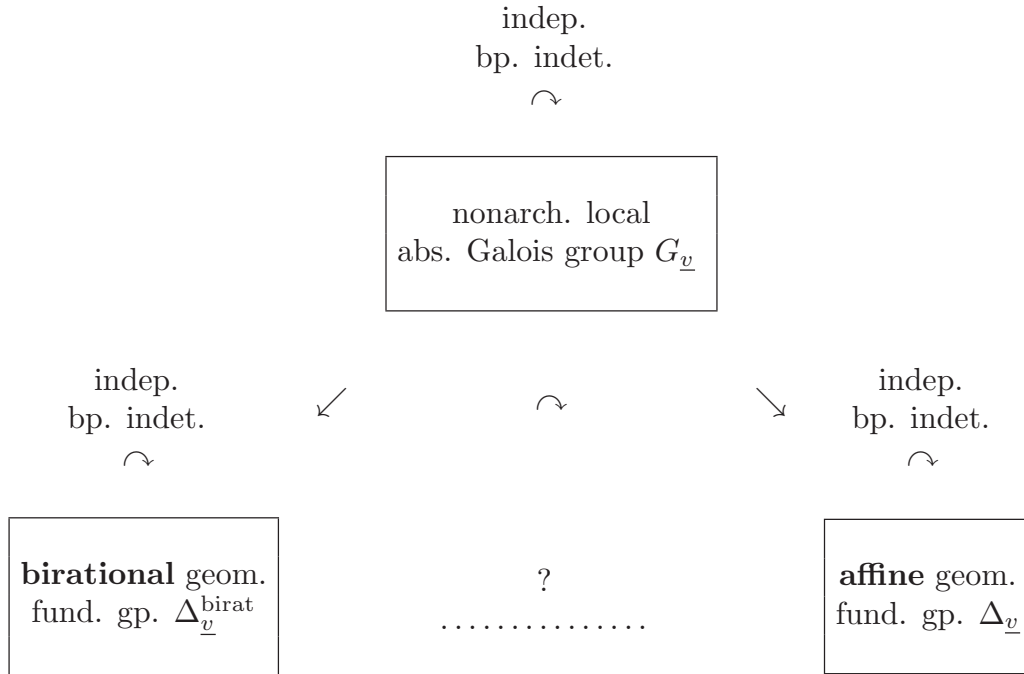 indep.
bp. indet.
↷
nonarch. local
abs. Galois group G_v
indep.
bp. indet.
↷
↙
↷
↘
indep.
bp. indet.
↷
birational geom.
fund. gp. Δ_v^birat
?
...............
affine geom.
fund. gp. Δ_v